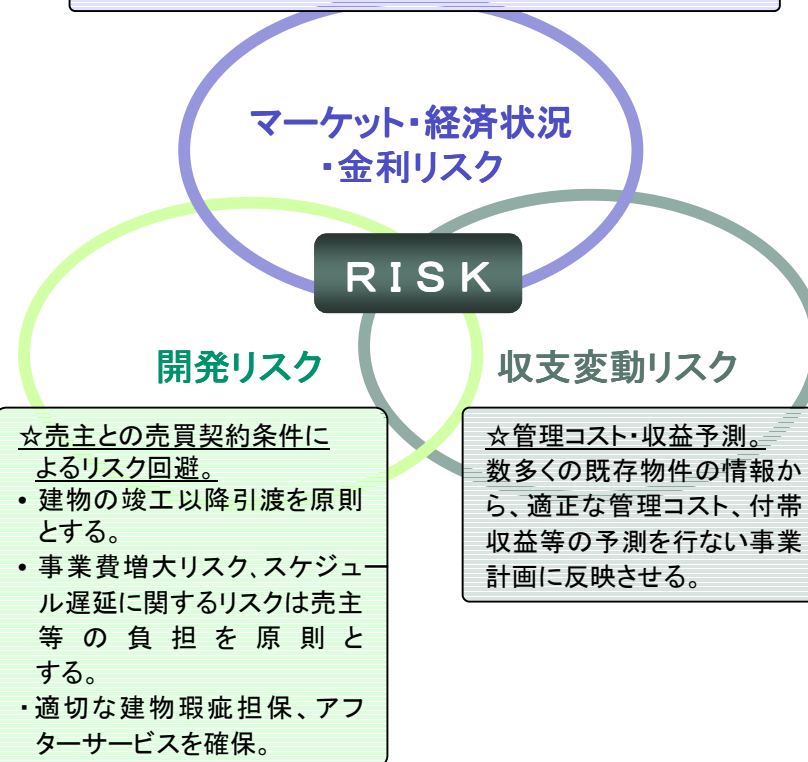 マーケット・経済状況
・金利リスク
ＲＩＳＫ
開発リスク
収支変動リスク
☆売主との売買契約条件に
よるリスク回避。
• 建物の竣工以降引渡を原則
とする。
• 事業費増大リスク、スケジュー
ル遅延に関するリスクは売主
等の負担を原則と
する。
・適切な建物瑕疵担保、アフ
ターサービスを確保。
☆管理コスト・収益予測。
数多くの既存物件の情報か
ら、適正な管理コスト、付帯
収益等の予測を行ない事業
計画に反映させる。